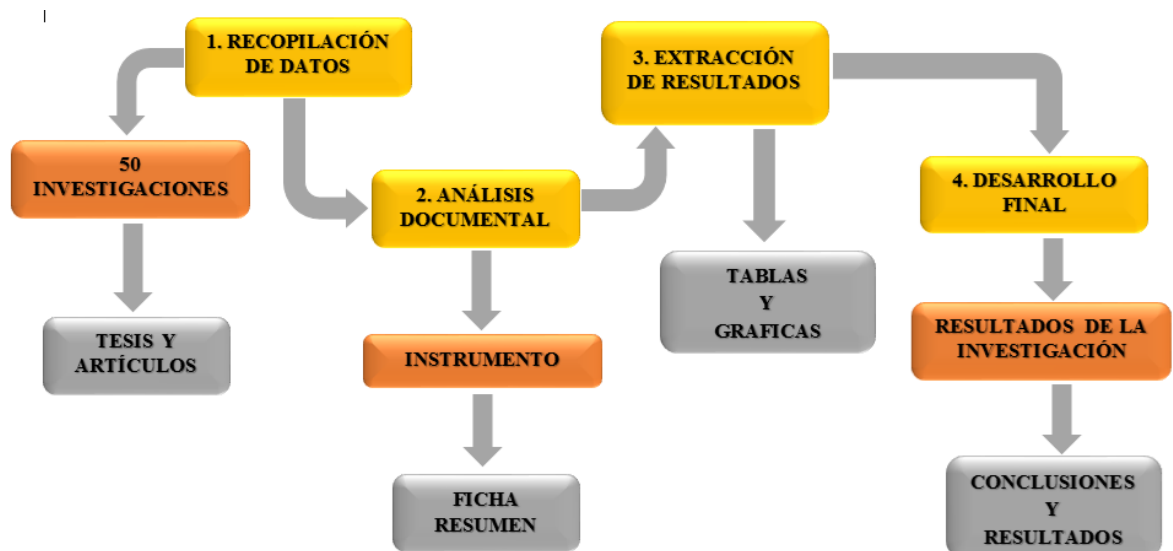 1. RECOPILACIÓN
DE DATOS
50
INVESTIGACIONES
TESIS Y
ARTÍCULOS
2. ANÁLISIS
DOCUMENTAL
INSTRUMENTO
FICHA
RESUMEN
3. EXTRACCIÓN
DE RESULTADOS
TABLAS
Y
GRAFICAS
4. DESARROLLO
FINAL
RESULTADOS DE LA
INVESTIGACIÓN
CONCLUSIONES
Y
RESULTADOS